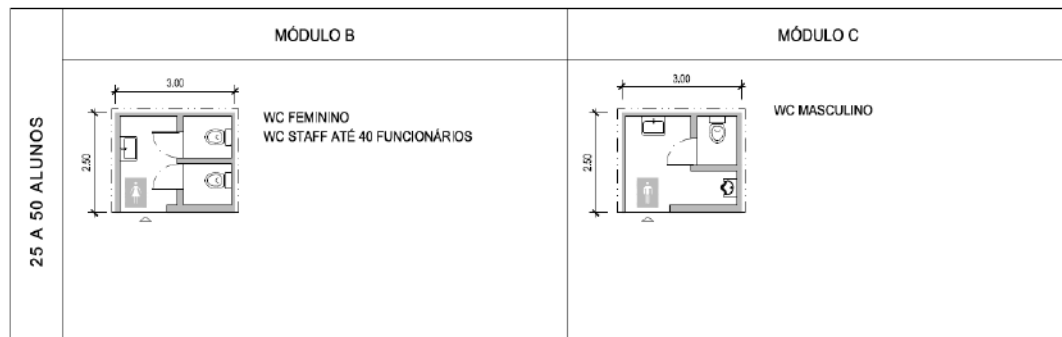 MÓDULO B
MÓDULO C
25 A 50 ALUNOS
3.00
2.50
WC FEMININO
WC STAFF ATÉ 40 FUNCIONÁRIOS
3.00
2.50
WC MASCULINO